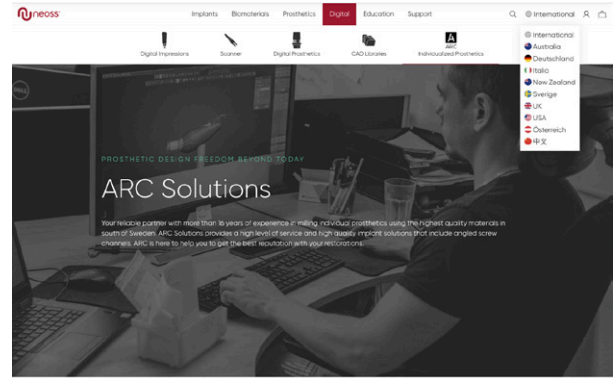 neoss
Implants Biomaterials Prosthetics Digital Education Support International
Digital Impressions Scanner Digital Prosthetics CAD Libraries Individualized Prosthetics
A
ARC
International
Australia
Deutschland
Italia
New Zealand
Sverige
UK
USA
Österreich
中文
DELL
PROSTHETIC DESIGN FREEDOM BEYOND TODAY
ARC Solutions
Your reliable partner with more than 16 years of experience in milling individual prosthetics using the highest quality materials in
south of Sweden. ARC Solutions provides a high level of service and high quality implant solutions that include angled screw
channels. ARC is here to help you to get the best reputation with your restorations.